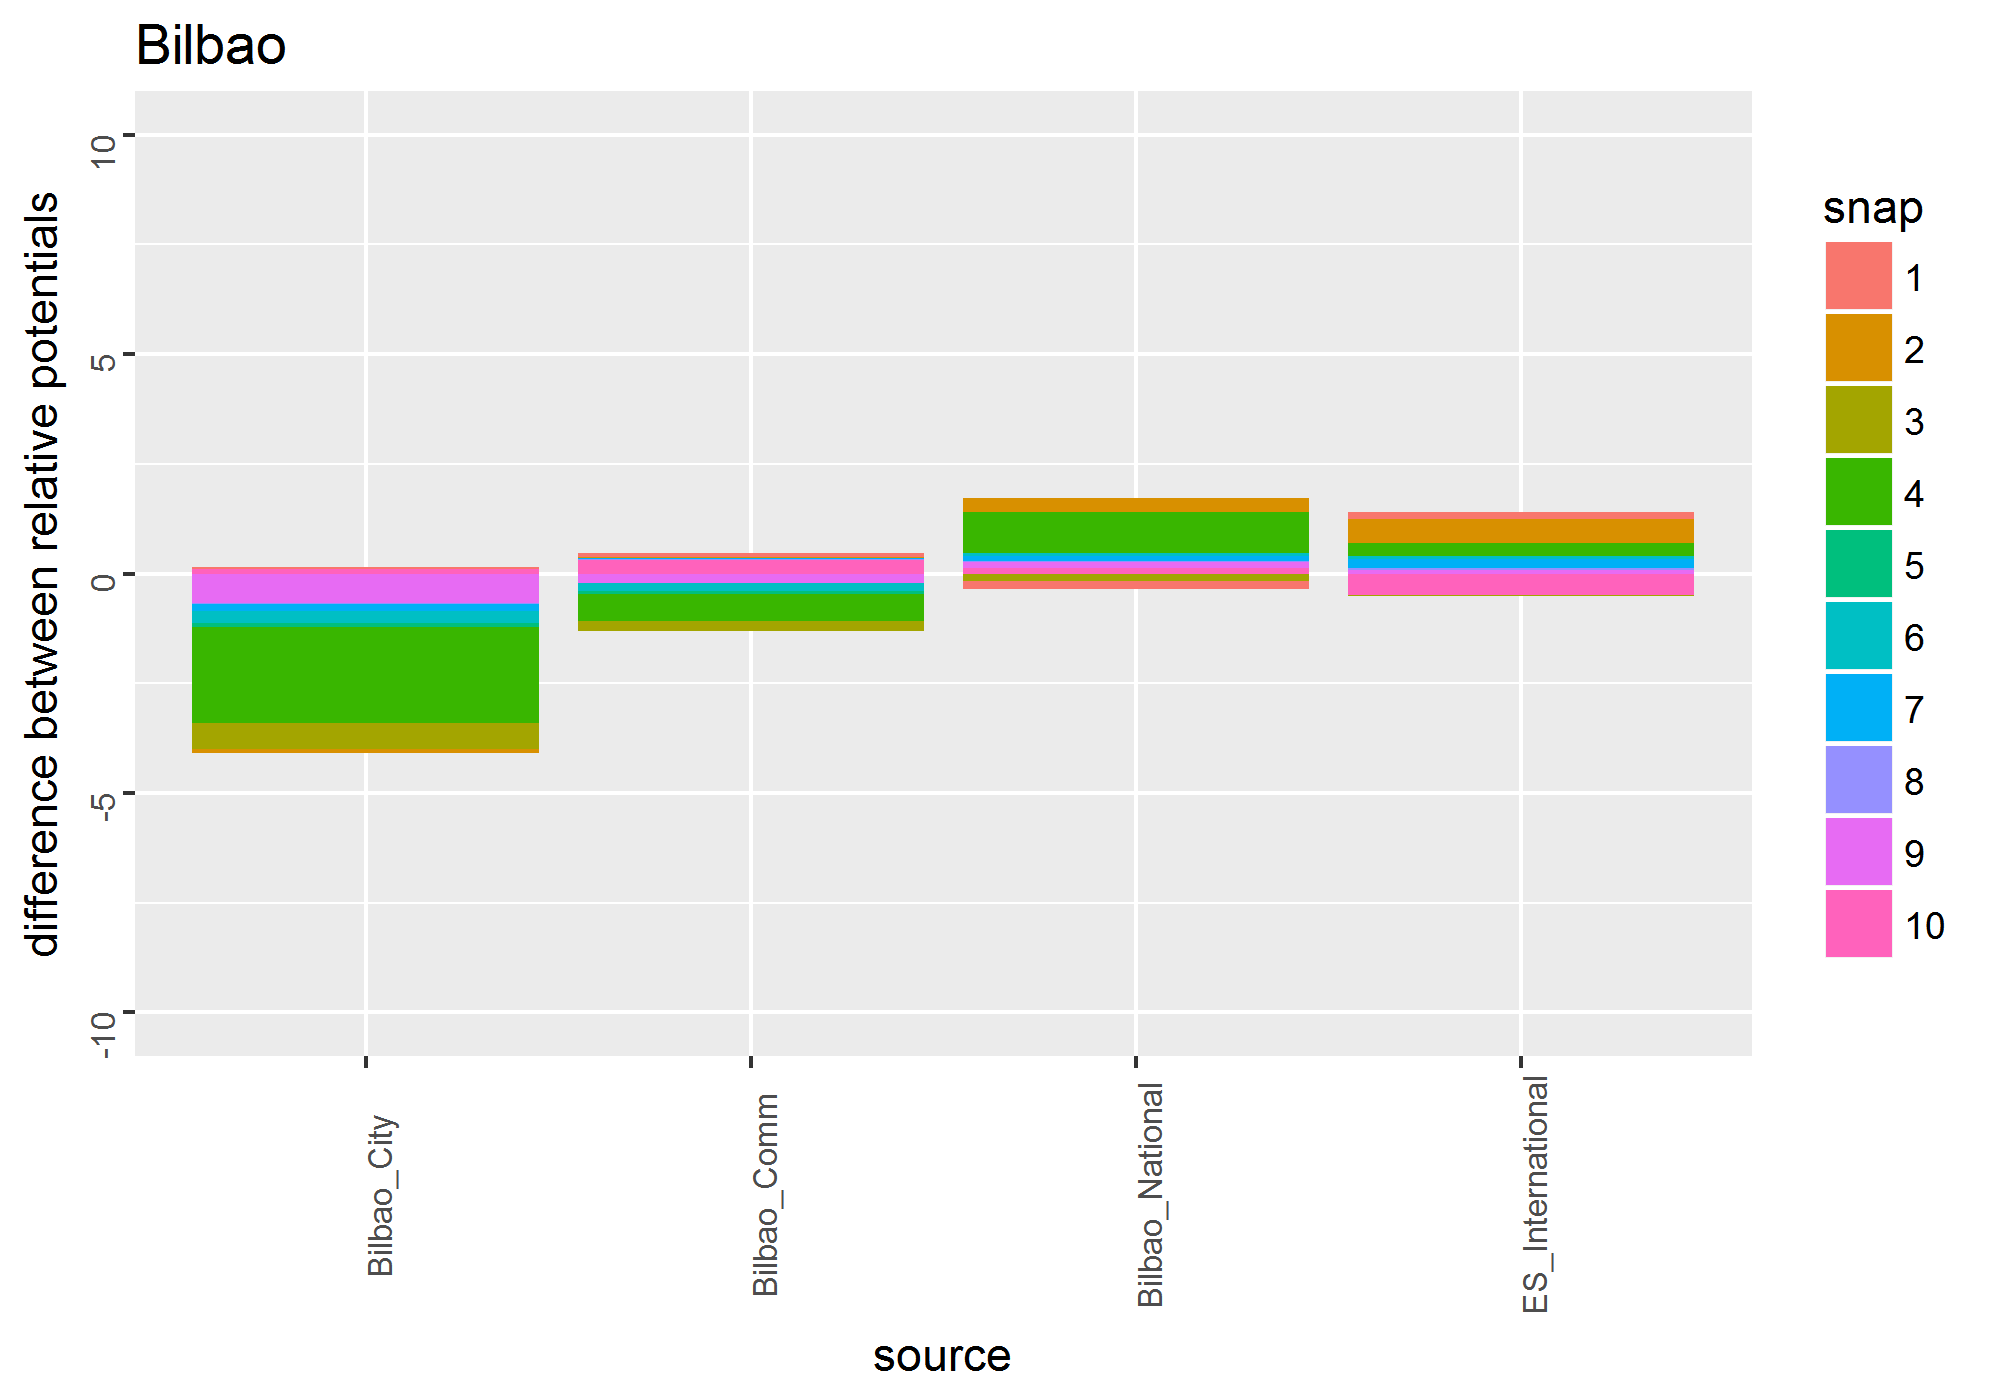 Bilbao
difference between relative potentials
10
5
0
-5
-10
Bilbao_City
Bilbao_Comm
Bilbao_National
ES_International
source
snap
1
2
3
4
5
6
7
8
9
10